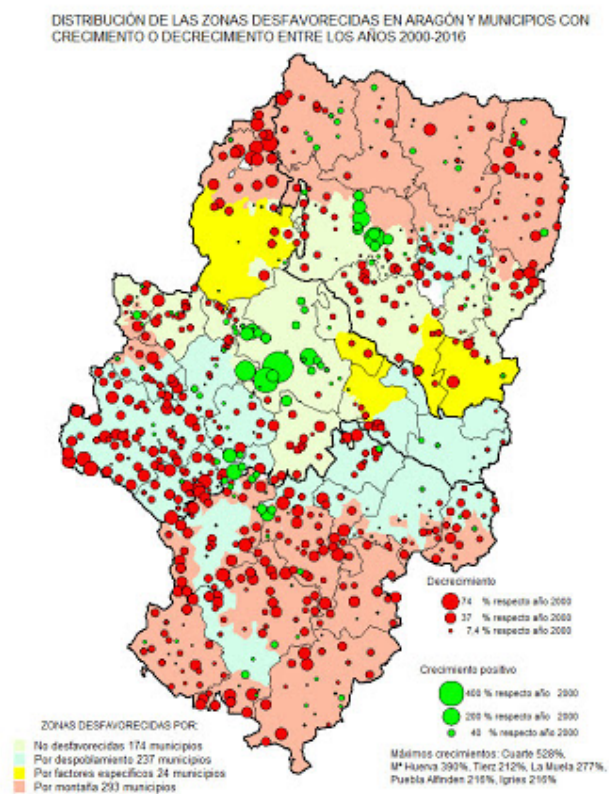 DISTRIBUCIÓN DE LAS ZONAS DESFAVORECIDAS EN ARAGÓN Y MUNICIPIOS CON
CRECIMIENTO O DECRECIMIENTO ENTRE LOS AÑOS 2000-2016
Decrecimiento
74 % respecto año 2000
37 % respecto año 2000
7,4 % respecto año 2000
Crecimiento positivo
400 % respecto año 2000
200 % respecto año 2000
40 % respecto año 2000
ZONAS DESFAVORECIDAS POR:
No desfavorecidas 174 municipios
Por despoblamiento 237 municipios
Por factores específicos 24 municipios
Por montaña 293 municipios
Máximos crecimientos: Cuarte 528%,
Mª Huerva 390%, Tierz 212%, La Muela 277%,
Puebla Alfinden 216%, Igries 216%